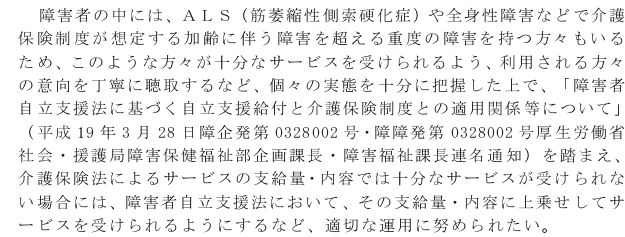 障害者の中には、ＡＬＳ（筋萎縮性側索硬化症）や全身性障害などで介護
保険制度が想定する加齢に伴う障害を超える重度の障害を持つ方々もいる
ため、このような方々が十分なサービスを受けられるよう、利用される方々
の意向を丁寧に聴取するなど、個々の実態を十分に把握した上で、「障害者
自立支援法に基づく自立支援給付と介護保険制度との適用関係等について」
（平成 19 年 3 月 28 日障企発第 0328002 号・障障発第 0328002 号厚生労働省
社会・援護局障害保健福祉部企画課長・障害福祉課長連名通知）を踏まえ、
介護保険法によるサービスの支給量・内容では十分なサービスが受けられな
い場合には、障害者自立支援法において、その支給量・内容に上乗せしてサ
ービスを受けられるようにするなど、適切な運用に努められたい。